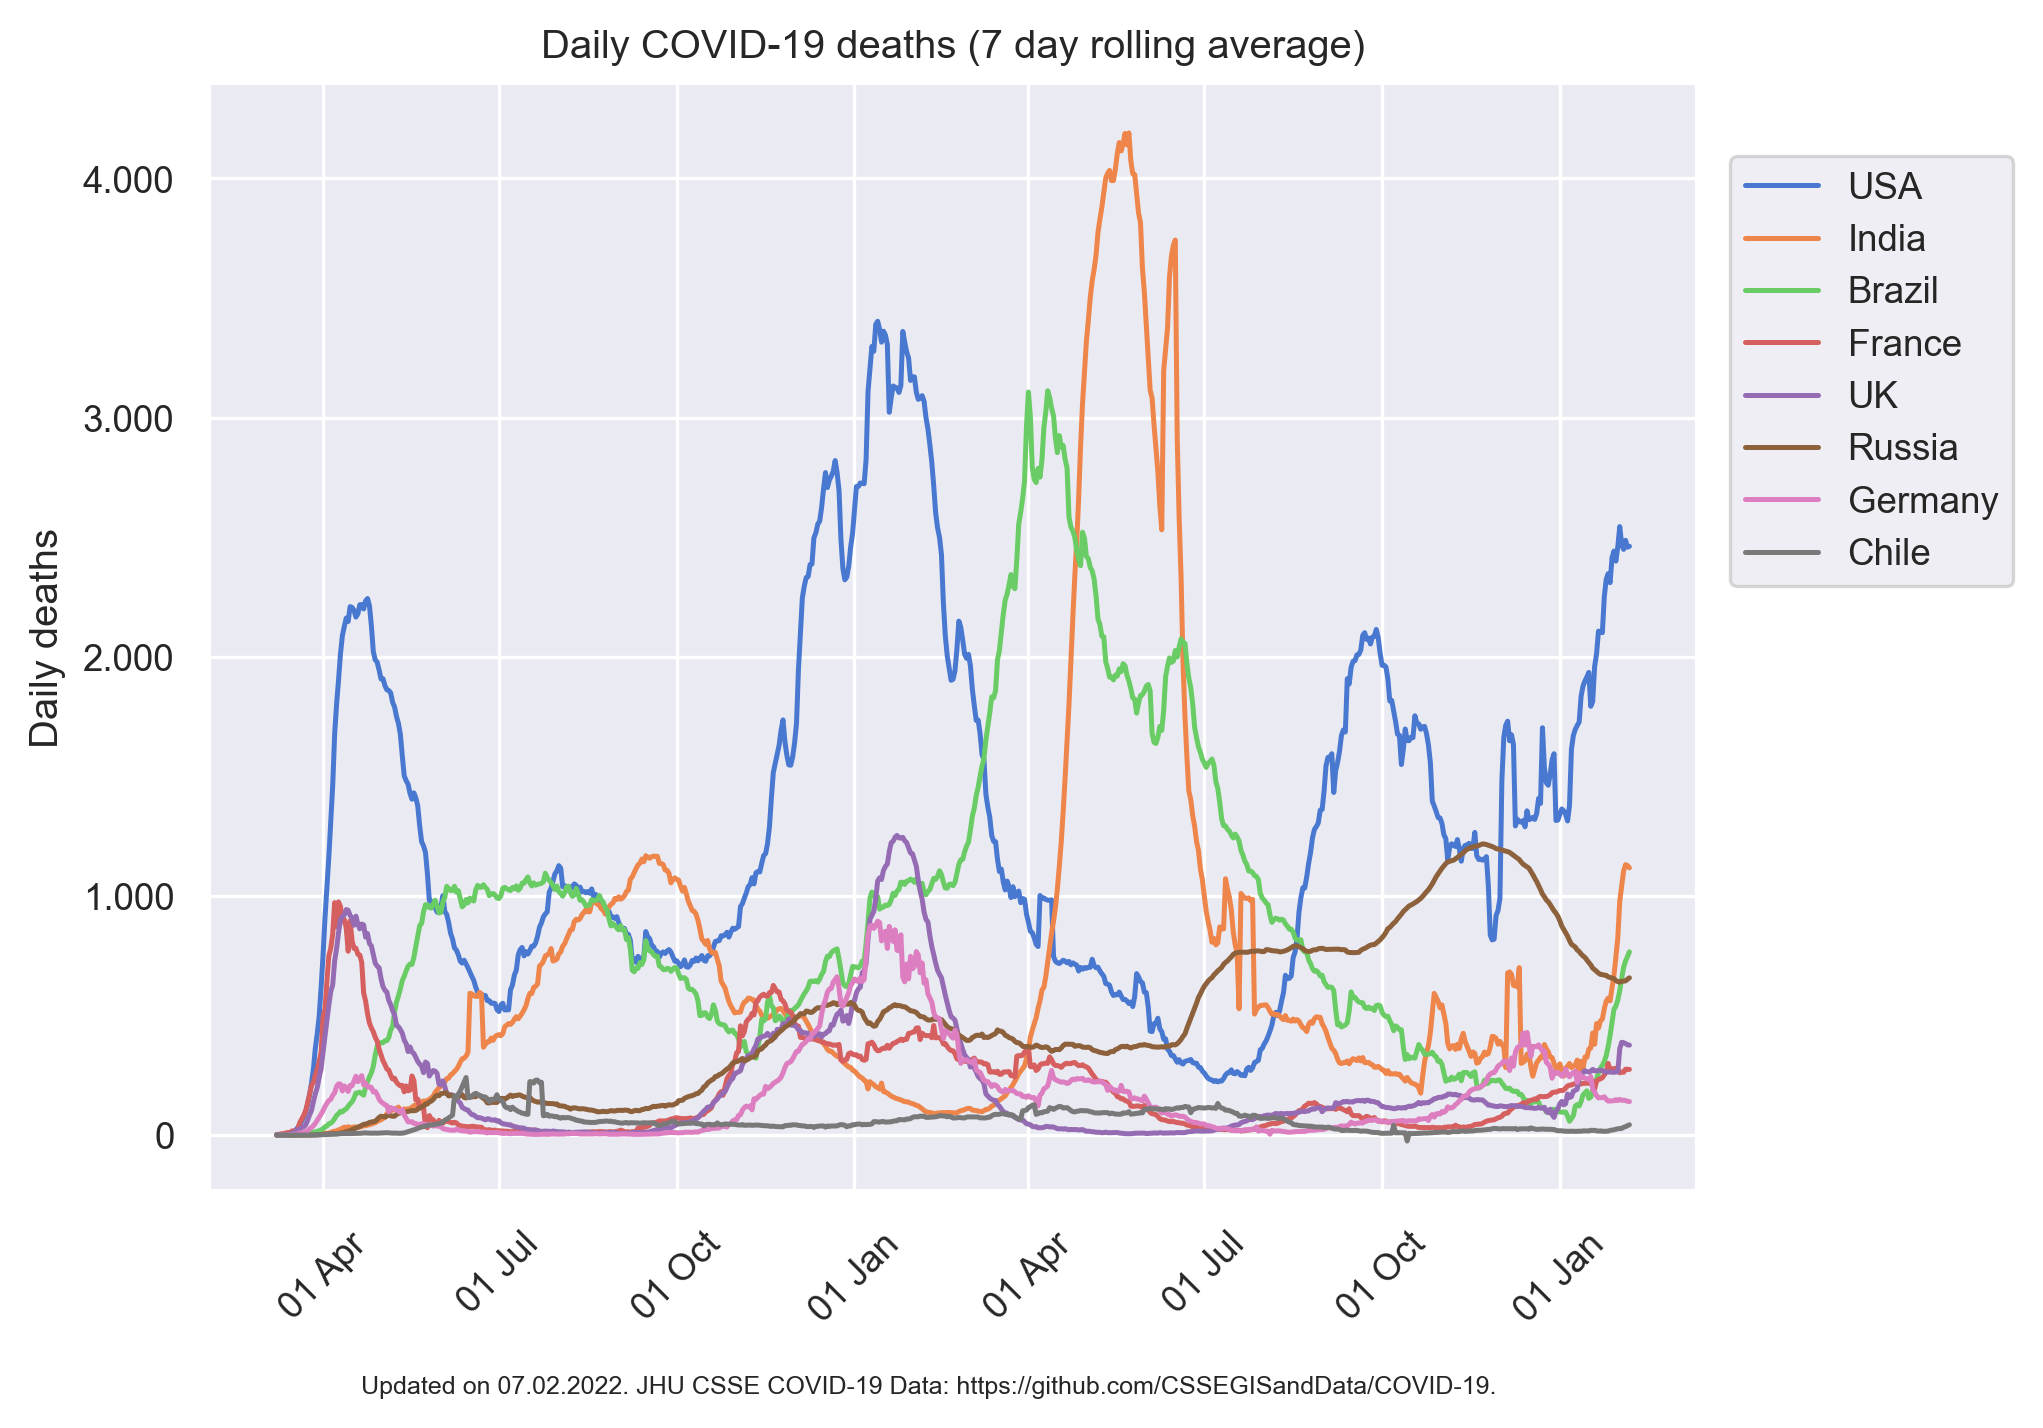 Daily COVID-19 deaths (7 day rolling average)
4.000
3.000
2.000
1.000
0
Daily deaths
USA
India
Brazil
France
UK
Russia
Germany
Chile
01 Apr
01 Jul
01 Oct
01 Jan
01 Apr
01 Jul
01 Oct
01 Jan
Updated on 07.02.2022. JHU CSSE COVID-19 Data: https://github.com/CSSEGISandData/COVID-19.